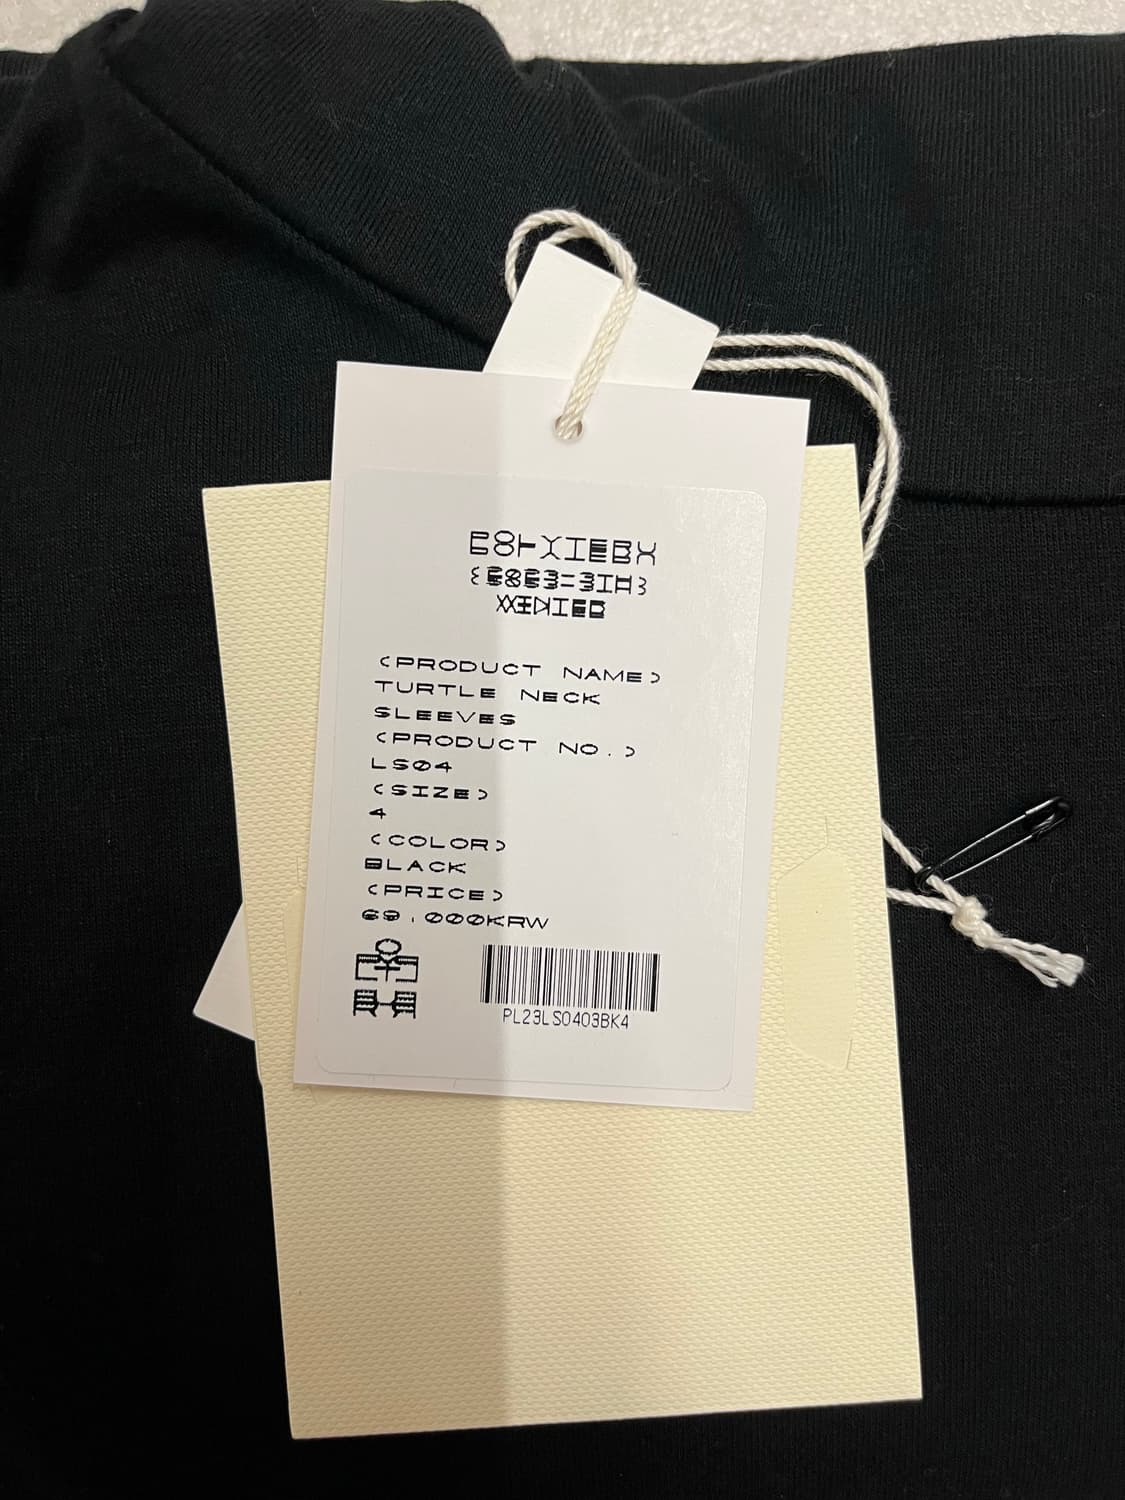 <PRODUCT NAME>
TURTLE NECK
SLEEVES
<PRODUCT NO.>
LS04
<SIZE>
4
<COLOR>
BLACK
<PRICE>
69,000KRW
PL23LS0403BK4